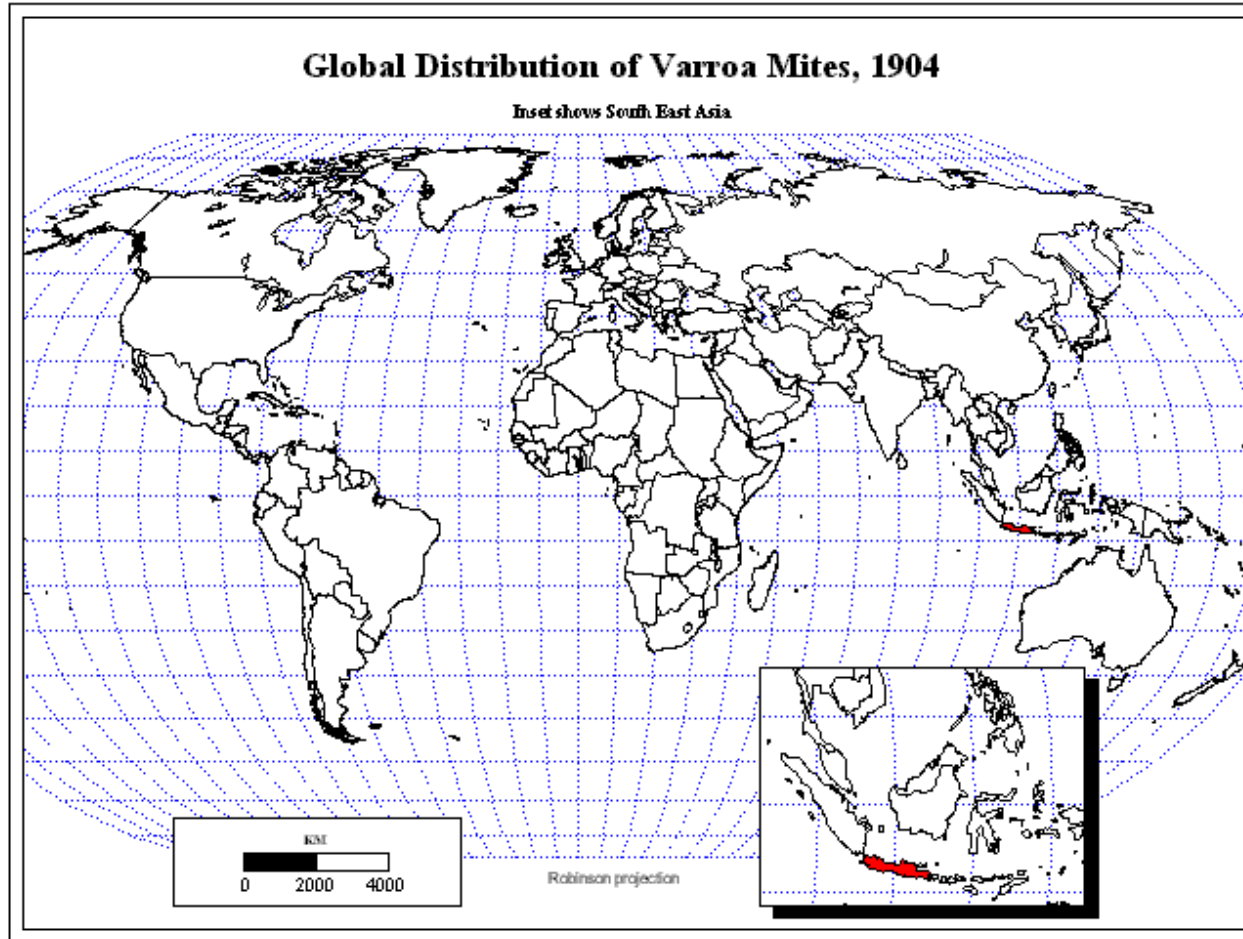 Global Distribution of Varroa Mites, 1904
Inset shows South East Asia
KM
0 2000 4000
Robinson projection